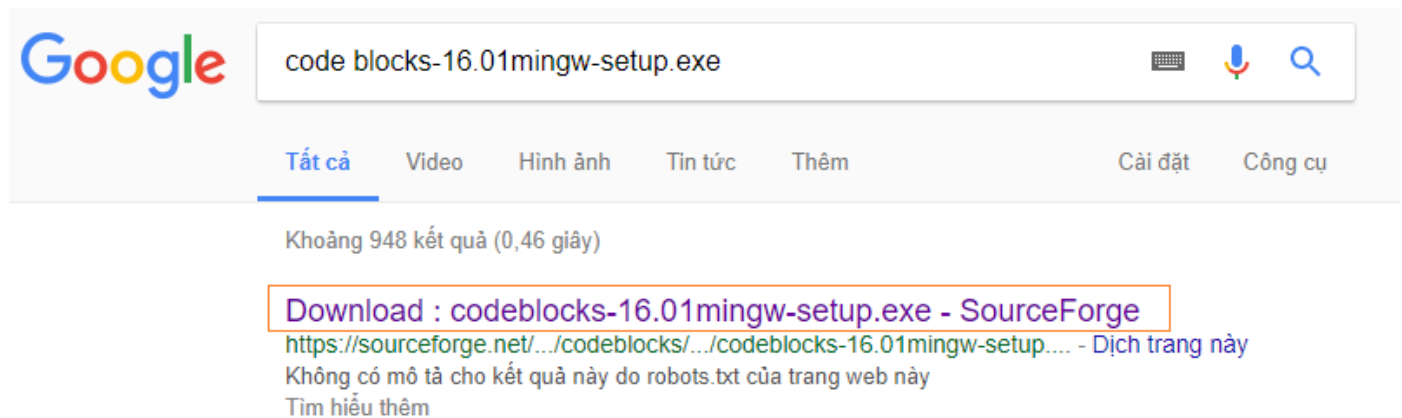 Google
code blocks-16.01mingw-setup.exe
Tất cả Video Hình ảnh Tin tức Thêm Cài đặt Công cụ
Khoảng 948 kết quả (0,46 giây)
Download : codeblocks-16.01mingw-setup.exe - SourceForge
https://sourceforge.net/.../codeblocks/.../codeblocks-16.01mingw-setup.... - Dịch trang này
Không có mô tả cho kết quả này do robots.txt của trang web này
Tìm hiểu thêm